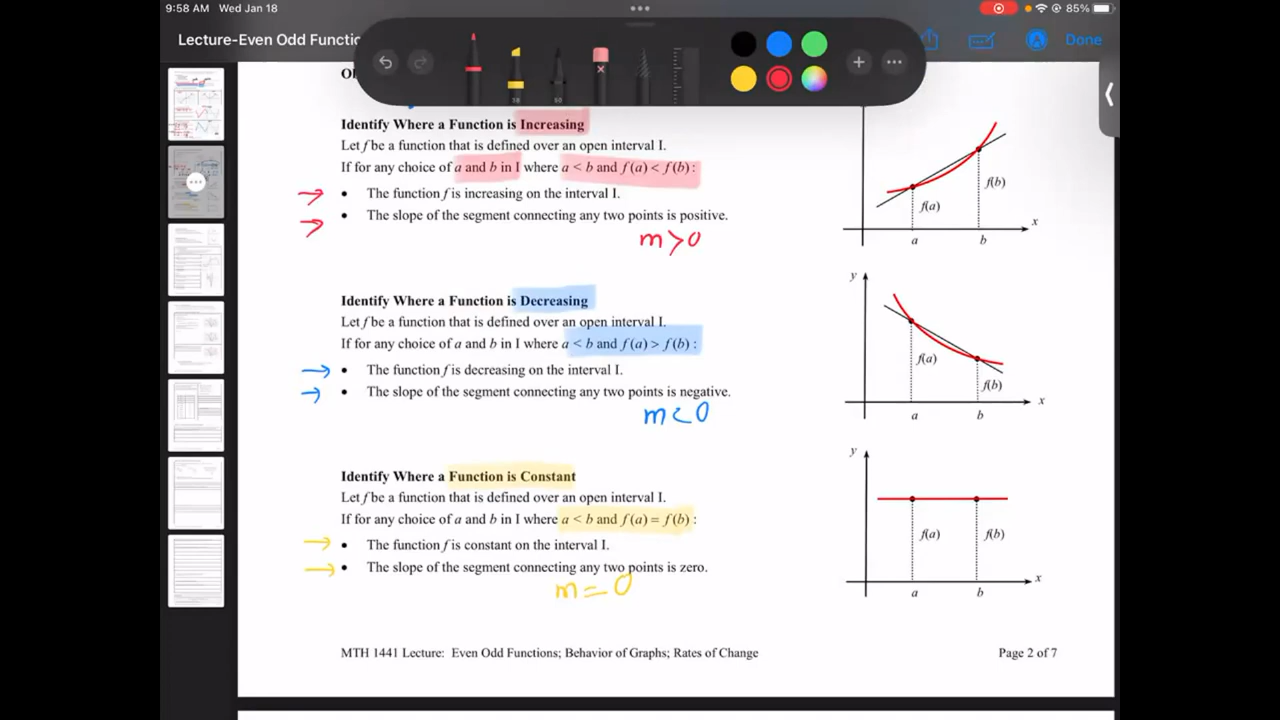 9:58 AM Wed Jan 18
85%
Lecture-Even Odd Functio
Done
36
50
Identify Where a Function is Increasing
Let f be a function that is defined over an open interval I.
If for any choice of a and b in I where a < b and f(a) < f(b) :
• The function f is increasing on the interval I.
• The slope of the segment connecting any two points is positive.
m > 0
f(a)
f(b)
x
a
b
Identify Where a Function is Decreasing
Let f be a function that is defined over an open interval I.
If for any choice of a and b in I where a < b and f(a) > f(b) :
• The function f is decreasing on the interval I.
• The slope of the segment connecting any two points is negative.
m < 0
y
f(a)
f(b)
x
a
b
Identify Where a Function is Constant
Let f be a function that is defined over an open interval I.
If for any choice of a and b in I where a < b and f(a) = f(b) :
• The function f is constant on the interval I.
• The slope of the segment connecting any two points is zero.
m = 0
y
f(a)
f(b)
x
a
b
MTH 1441 Lecture: Even Odd Functions; Behavior of Graphs; Rates of Change
Page 2 of 7